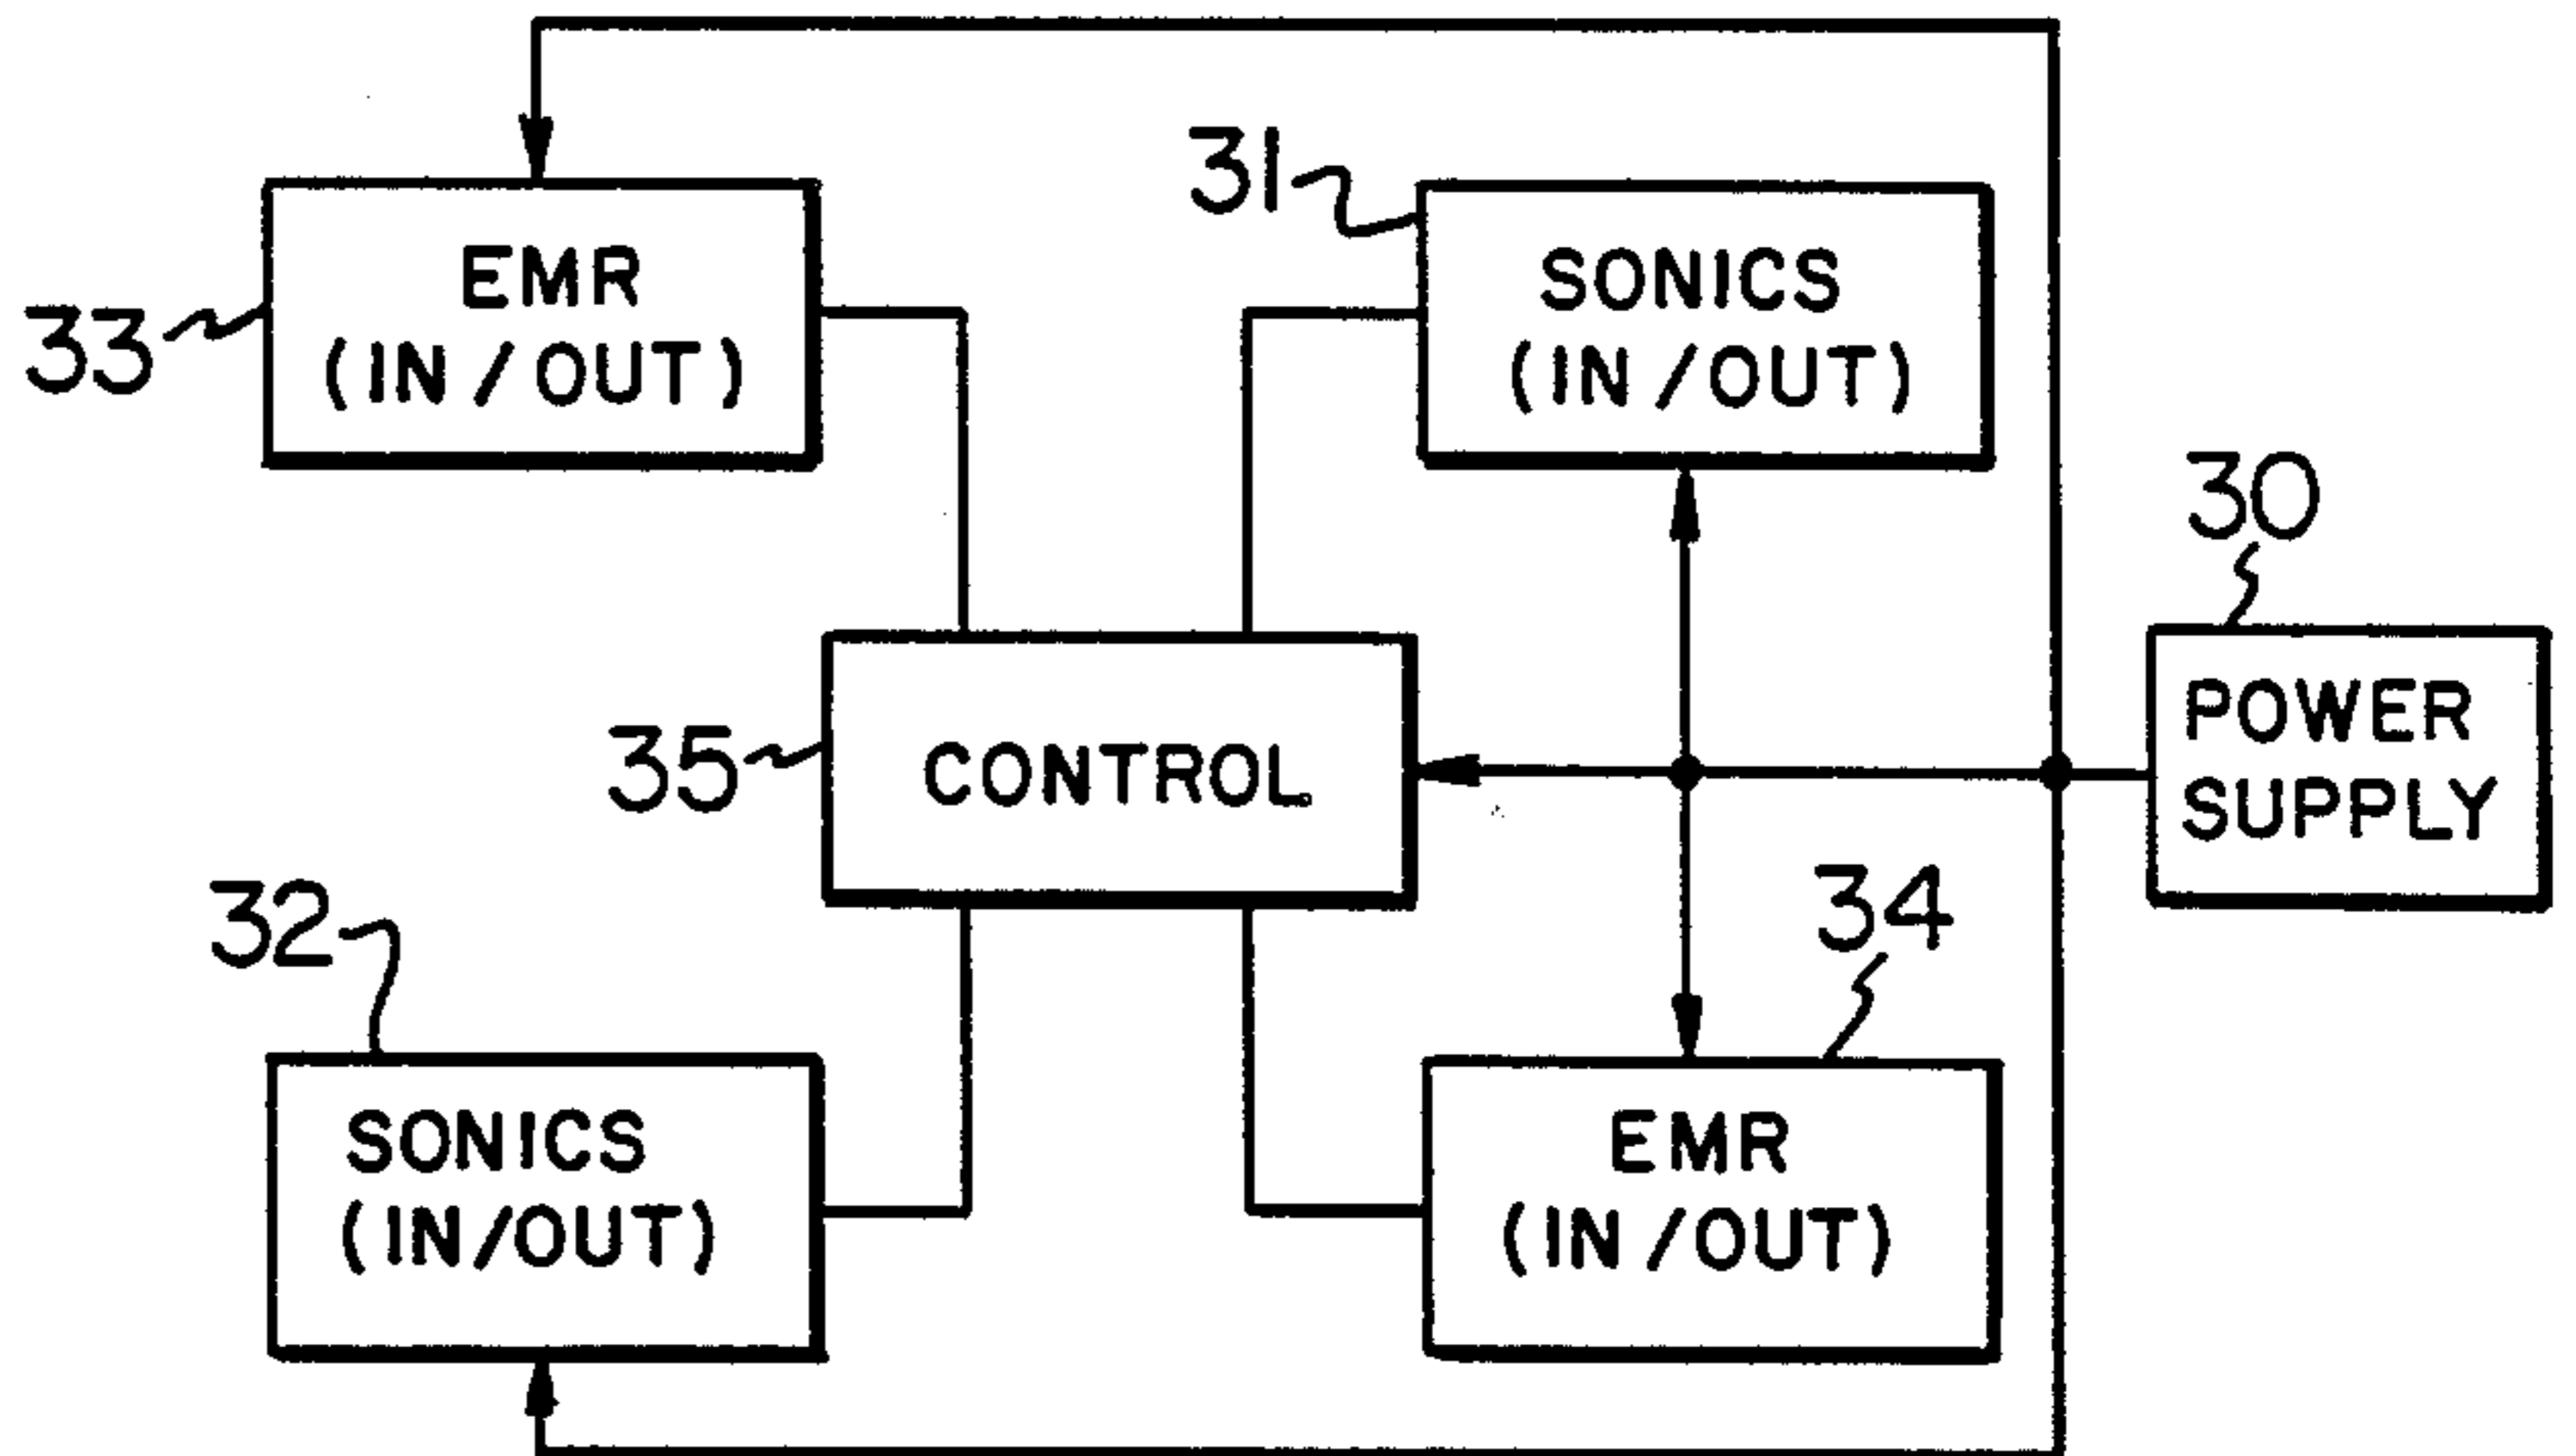 33
EMR
(IN/OUT)
31
SONICS
(IN/OUT)
30
POWER
SUPPLY
35
CONTROL
32
SONICS
(IN/OUT)
34
EMR
(IN/OUT)